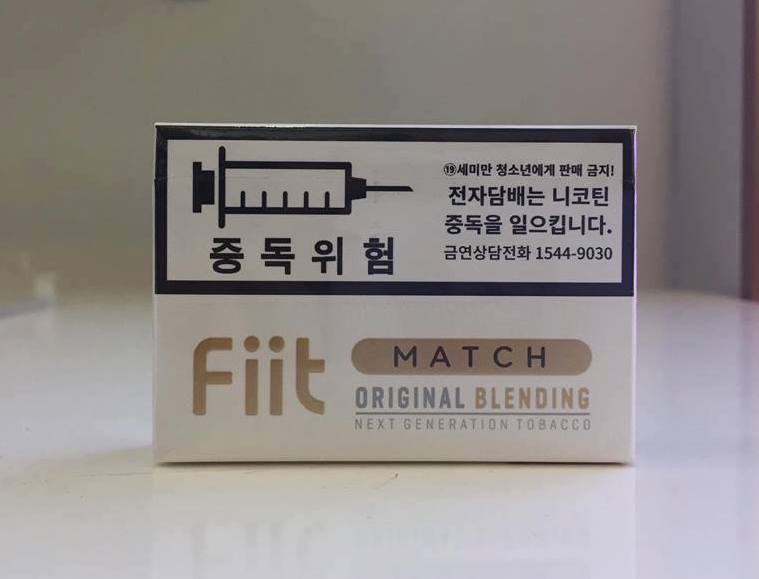 ⑲세미만 청소년에게 판매 금지!
전자담배는 니코틴
중독을 일으킵니다.
금연상담전화 1544-9030
중독위험
Fiit
MATCH
ORIGINAL BLENDING
NEXT GENERATION TOBACCO